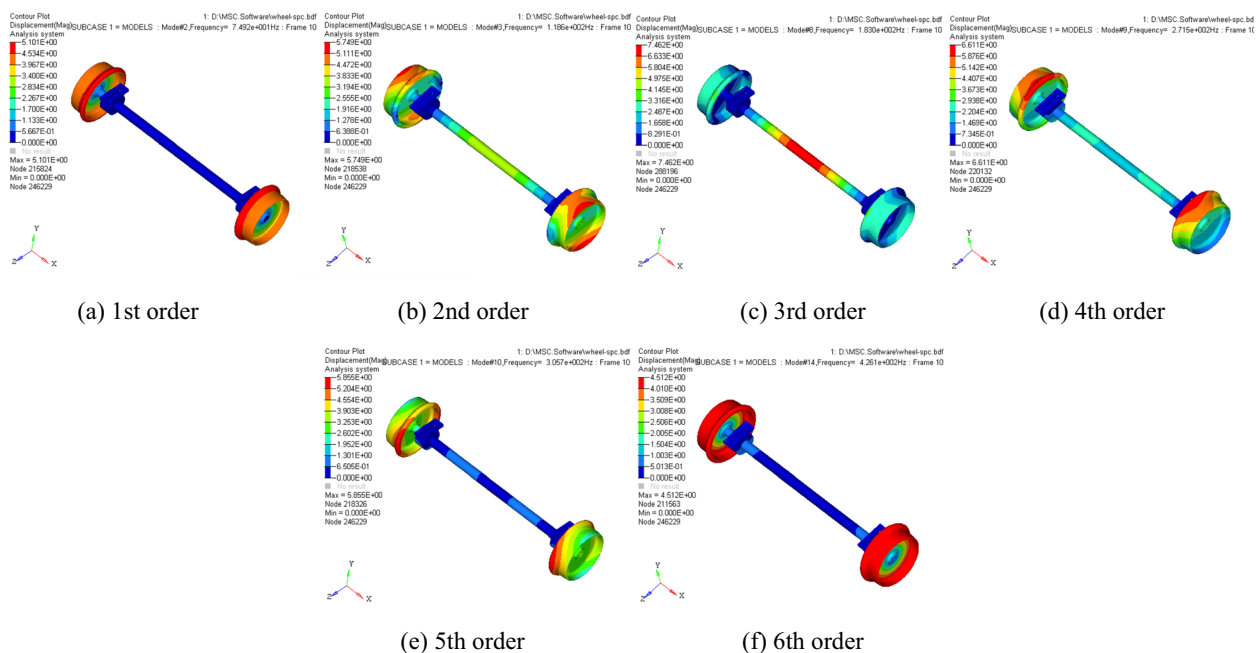 Contour Plot
1: D:\MSC.Software\wheel-spc.bdf
Displacement(Mag)
SUBCASE 1 = MODELS : Mode#2,Frequency= 7.492e+001Hz : Frame 10
Analysis system
5.101E+00
4.534E+00
3.967E+00
3.400E+00
2.834E+00
2.267E+00
1.700E+00
1.133E+00
5.667E-01
0.000E+00
No result
Max = 5.101E+00
Node 215824
Min = 0.000E+00
Node 246229
Y
Z
X
(a) 1st order
Contour Plot
1: D:\MSC.Software\wheel-spc.bdf
Displacement(Mag)
SUBCASE 1 = MODELS : Mode#3,Frequency= 1.186e+002Hz : Frame 10
Analysis system
5.749E+00
5.111E+00
4.472E+00
3.833E+00
3.194E+00
2.555E+00
1.916E+00
1.278E+00
6.388E-01
0.000E+00
No result
Max = 5.749E+00
Node 218538
Min = 0.000E+00
Node 246229
Y
Z
X
(b) 2nd order
Contour Plot
1: D:\MSC.Software\wheel-spc.bdf
Displacement(Mag)
SUBCASE 1 = MODELS : Mode#8,Frequency= 1.830e+002Hz : Frame 10
Analysis system
7.462E+00
6.633E+00
5.804E+00
4.975E+00
4.145E+00
3.316E+00
2.487E+00
1.658E+00
8.291E-01
0.000E+00
No result
Max = 7.462E+00
Node 288196
Min = 0.000E+00
Node 246229
Y
Z
X
(c) 3rd order
Contour Plot
1: D:\MSC.Software\wheel-spc.bdf
Displacement(Mag)
SUBCASE 1 = MODELS : Mode#9,Frequency= 2.715e+002Hz : Frame 10
Analysis system
6.611E+00
5.876E+00
5.142E+00
4.407E+00
3.673E+00
2.938E+00
2.204E+00
1.469E+00
7.345E-01
0.000E+00
No result
Max = 6.611E+00
Node 220132
Min = 0.000E+00
Node 246229
Y
Z
X
(d) 4th order
Contour Plot
1: D:\MSC.Software\wheel-spc.bdf
Displacement(Mag)
SUBCASE 1 = MODELS : Mode#10,Frequency= 3.057e+002Hz : Frame 10
Analysis system
5.855E+00
5.204E+00
4.554E+00
3.903E+00
3.253E+00
2.602E+00
1.952E+00
1.301E+00
6.505E-01
0.000E+00
No result
Max = 5.855E+00
Node 218326
Min = 0.000E+00
Node 246229
Y
Z
X
(e) 5th order
Contour Plot
1: D:\MSC.Software\wheel-spc.bdf
Displacement(Mag)
SUBCASE 1 = MODELS : Mode#14,Frequency= 4.261e+002Hz : Frame 10
Analysis system
4.512E+00
4.010E+00
3.509E+00
3.008E+00
2.506E+00
2.005E+00
1.504E+00
1.003E+00
5.013E-01
0.000E+00
No result
Max = 4.512E+00
Node 211563
Min = 0.000E+00
Node 246229
Y
Z
X
(f) 6th order